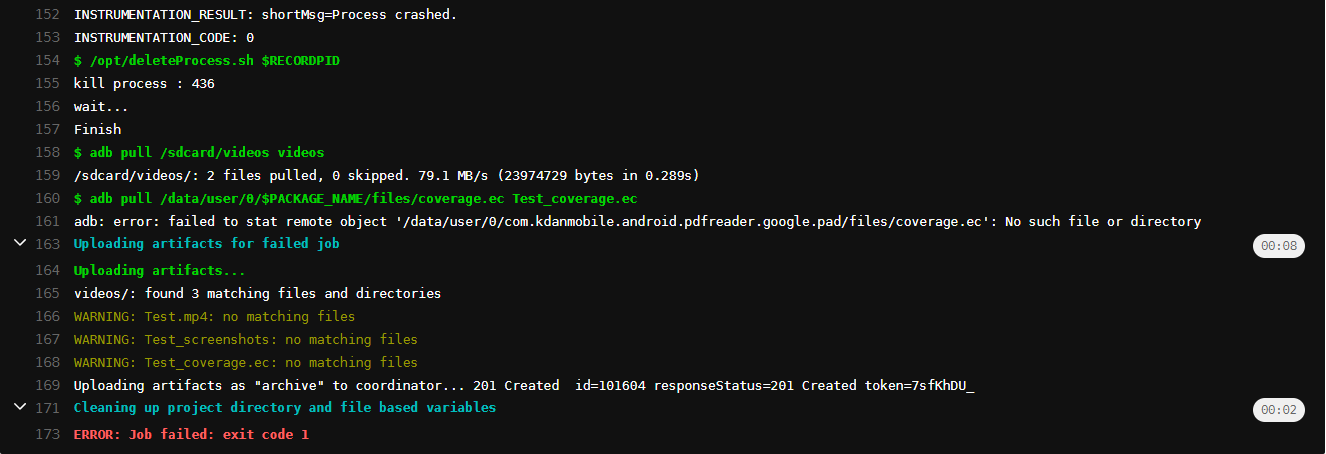 152 INSTRUMENTATION_RESULT: shortMsg=Process crashed.
153 INSTRUMENTATION_CODE: 0
154 $ /opt/deleteProcess.sh $RECORDPID
155 kill process : 436
156 wait...
157 Finish
158 $ adb pull /sdcard/videos videos
159 /sdcard/videos/: 2 files pulled, 0 skipped. 79.1 MB/s (23974729 bytes in 0.289s)
160 $ adb pull /data/user/0/$PACKAGE_NAME/files/coverage.ec Test_coverage.ec
161 adb: error: failed to stat remote object '/data/user/0/com.kdanmobile.android.pdfreader.google.pad/files/coverage.ec': No such file or directory
163 Uploading artifacts for failed job 00:08
164 Uploading artifacts...
165 videos/: found 3 matching files and directories
166 WARNING: Test.mp4: no matching files
167 WARNING: Test_screenshots: no matching files
168 WARNING: Test_coverage.ec: no matching files
169 Uploading artifacts as "archive" to coordinator... 201 Created  id=101604 responseStatus=201 Created token=7sfKhDU_
171 Cleaning up project directory and file based variables 00:02
173 ERROR: Job failed: exit code 1